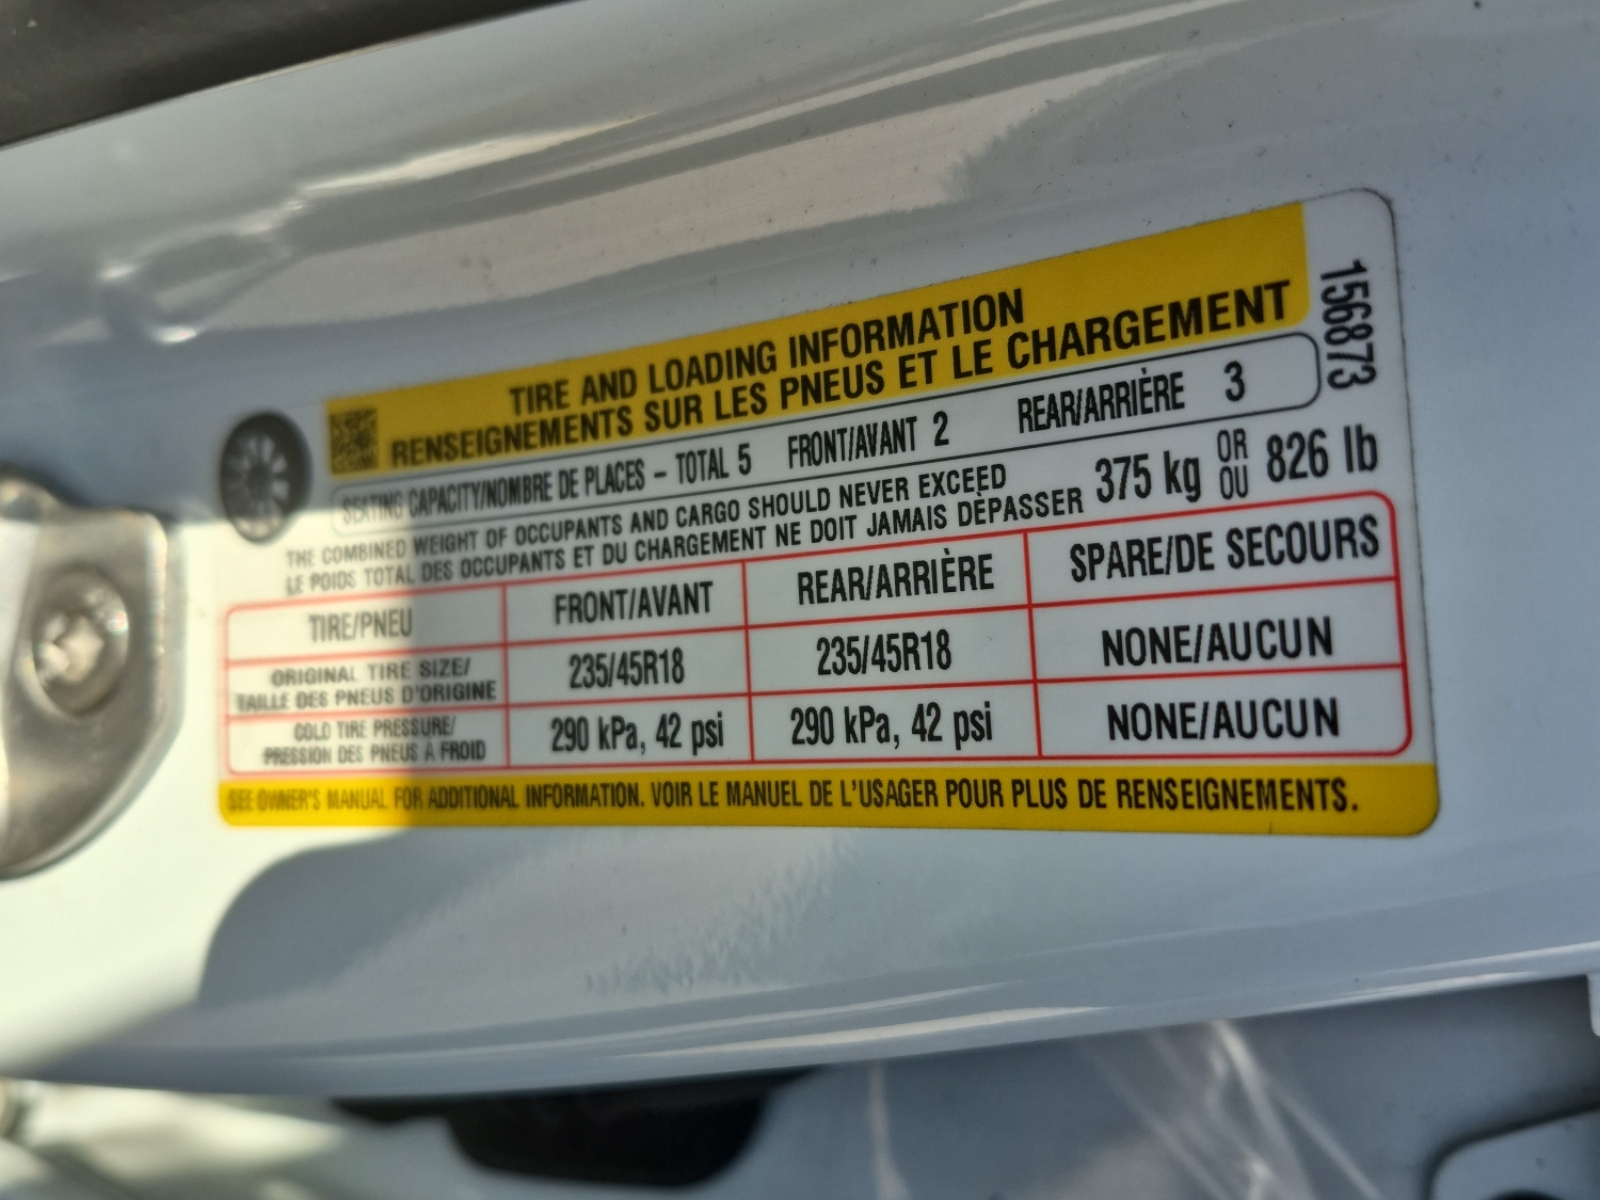 TIRE AND LOADING INFORMATION
RENSEIGNEMENTS SUR LES PNEUS ET LE CHARGEMENT
156873
SEATING CAPACITY/NOMBRE DE PLACES – TOTAL 5 FRONT/AVANT 2 REAR/ARRIÈRE 3
THE COMBINED WEIGHT OF OCCUPANTS AND CARGO SHOULD NEVER EXCEED
LE POIDS TOTAL DES OCCUPANTS ET DU CHARGEMENT NE DOIT JAMAIS DÈPASSER
375 kg OR OU 826 lb
TIRE/PNEU FRONT/AVANT REAR/ARRIÈRE SPARE/DE SECOURS
ORIGINAL TIRE SIZE/
TAILLE DES PNEUS D'ORIGINE
235/45R18 235/45R18 NONE/AUCUN
COLD TIRE PRESSURE/
PRESSION DES PNEUS A FROID
290 kPa, 42 psi 290 kPa, 42 psi NONE/AUCUN
SEE OWNER'S MANUAL FOR ADDITIONAL INFORMATION. VOIR LE MANUEL DE L'USAGER POUR PLUS DE RENSEIGNEMENTS.